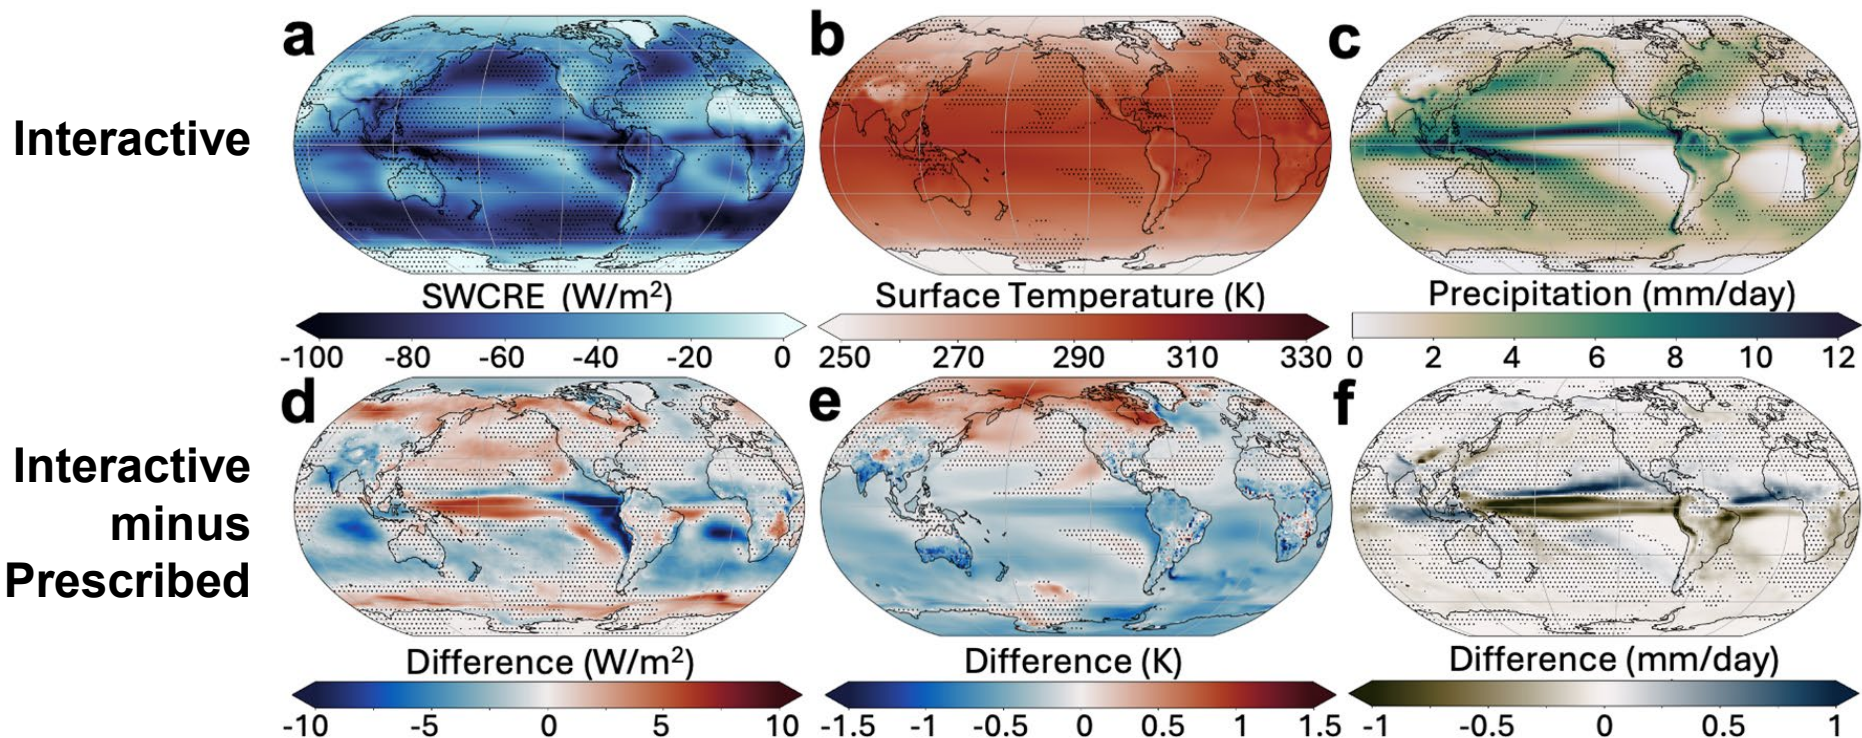 Interactive
a
b
c
SWCRE (W/m²)
Surface Temperature (K)
Precipitation (mm/day)
-100 -80 -60 -40 -20 0
250 270 290 310 330
0 2 4 6 8 10 12
Interactive
minus
Prescribed
d
e
f
Difference (W/m²)
Difference (K)
Difference (mm/day)
-10 -5 0 5 10
-1.5 -1 -0.5 0 0.5 1 1.5
-1 -0.5 0 0.5 1